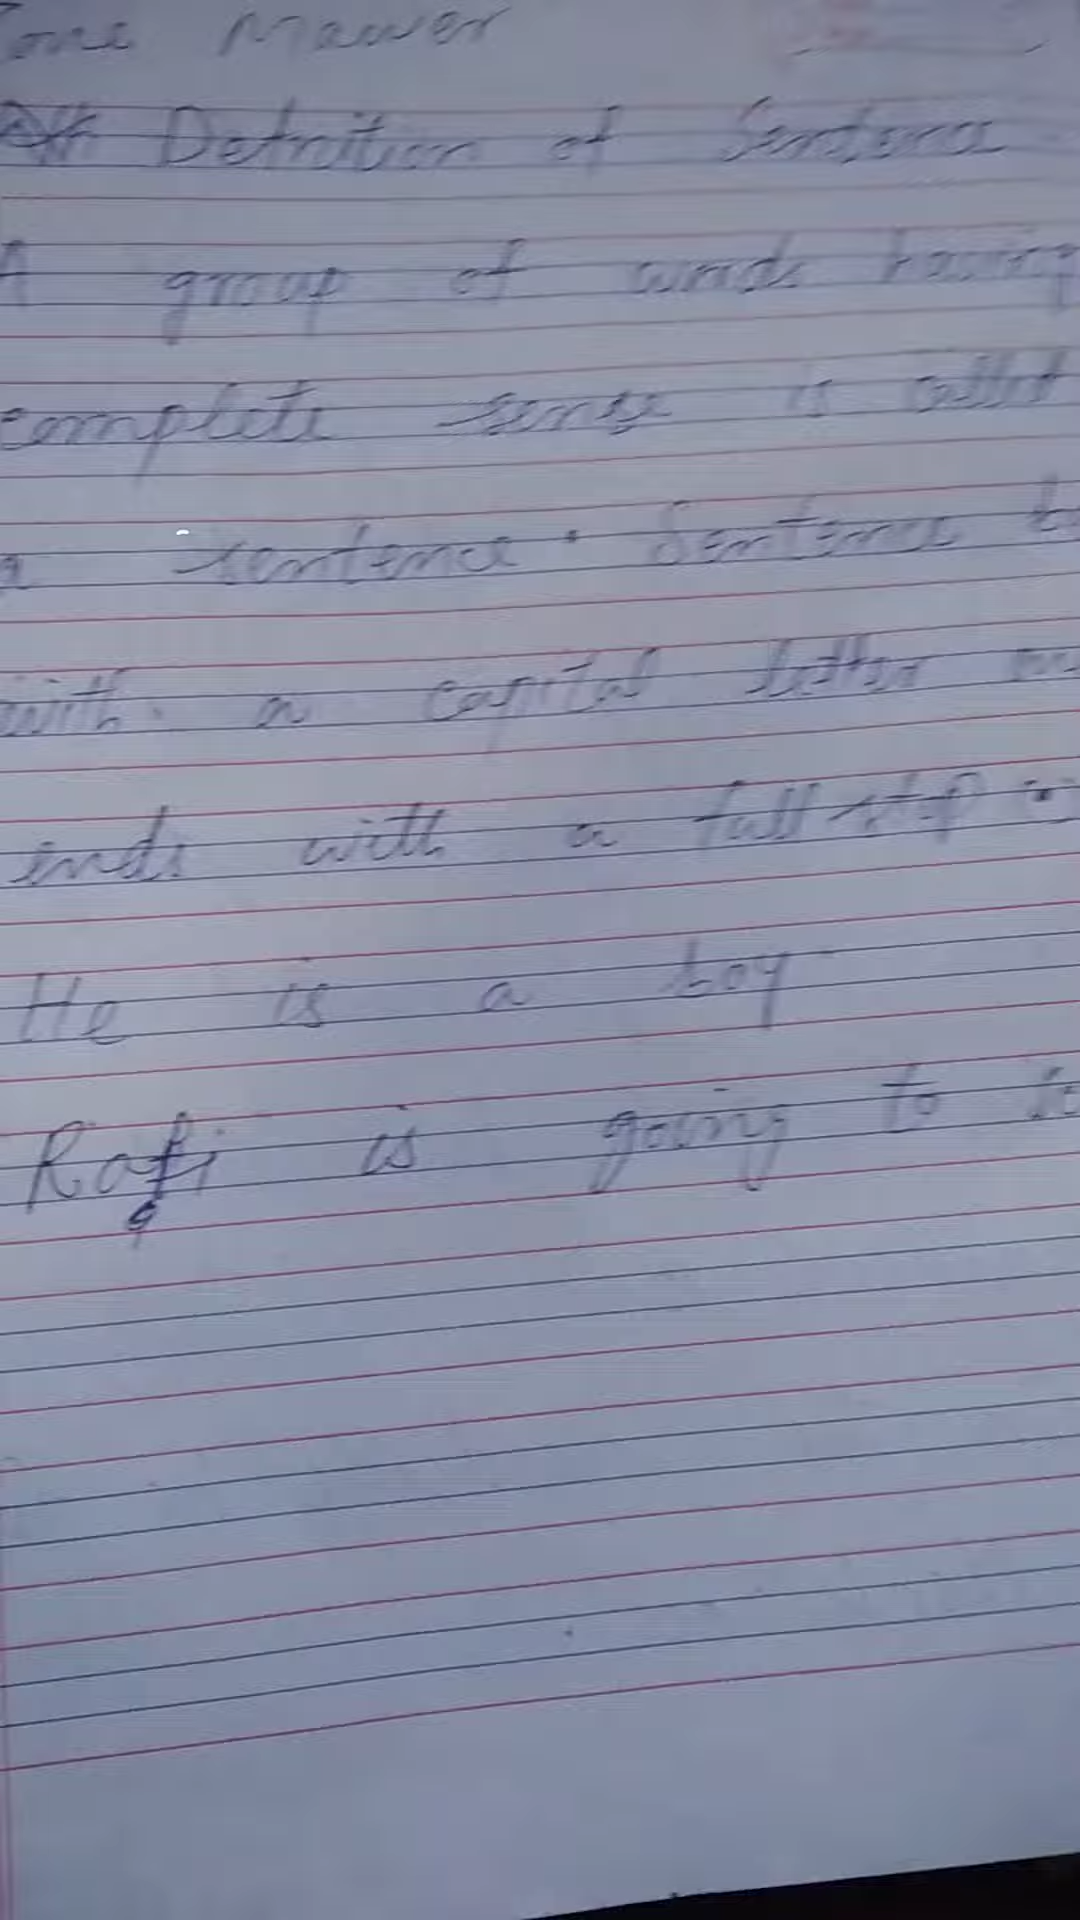 Defnition of Sentence
A group of words having
complete sense is called
a sentence. Sentence
with a capital letter
ends with a full stop
He is a boy
Rafi is going to